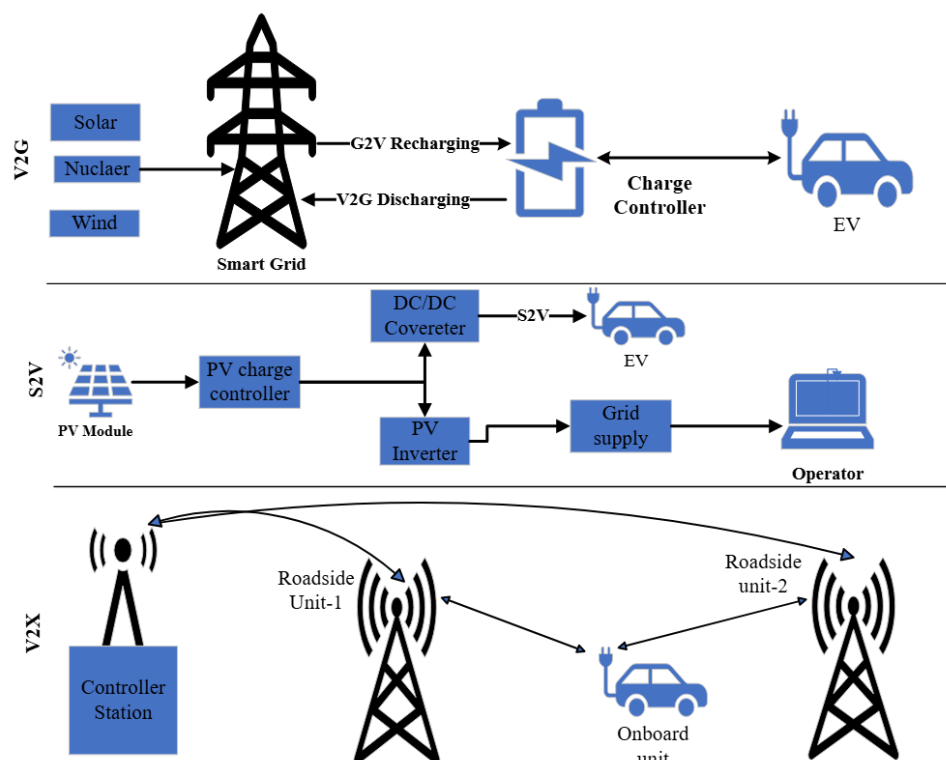 V2G
Solar
Nuclaer
Wind
Smart Grid
G2V Recharging
V2G Discharging
Charge
Controller
EV
S2V
PV Module
PV charge
controller
DC/DC
Covereter
S2V
EV
PV
Inverter
Grid
supply
Operator
V2X
Controller
Station
Roadside
Unit-1
Roadside
unit-2
Onboard
unit